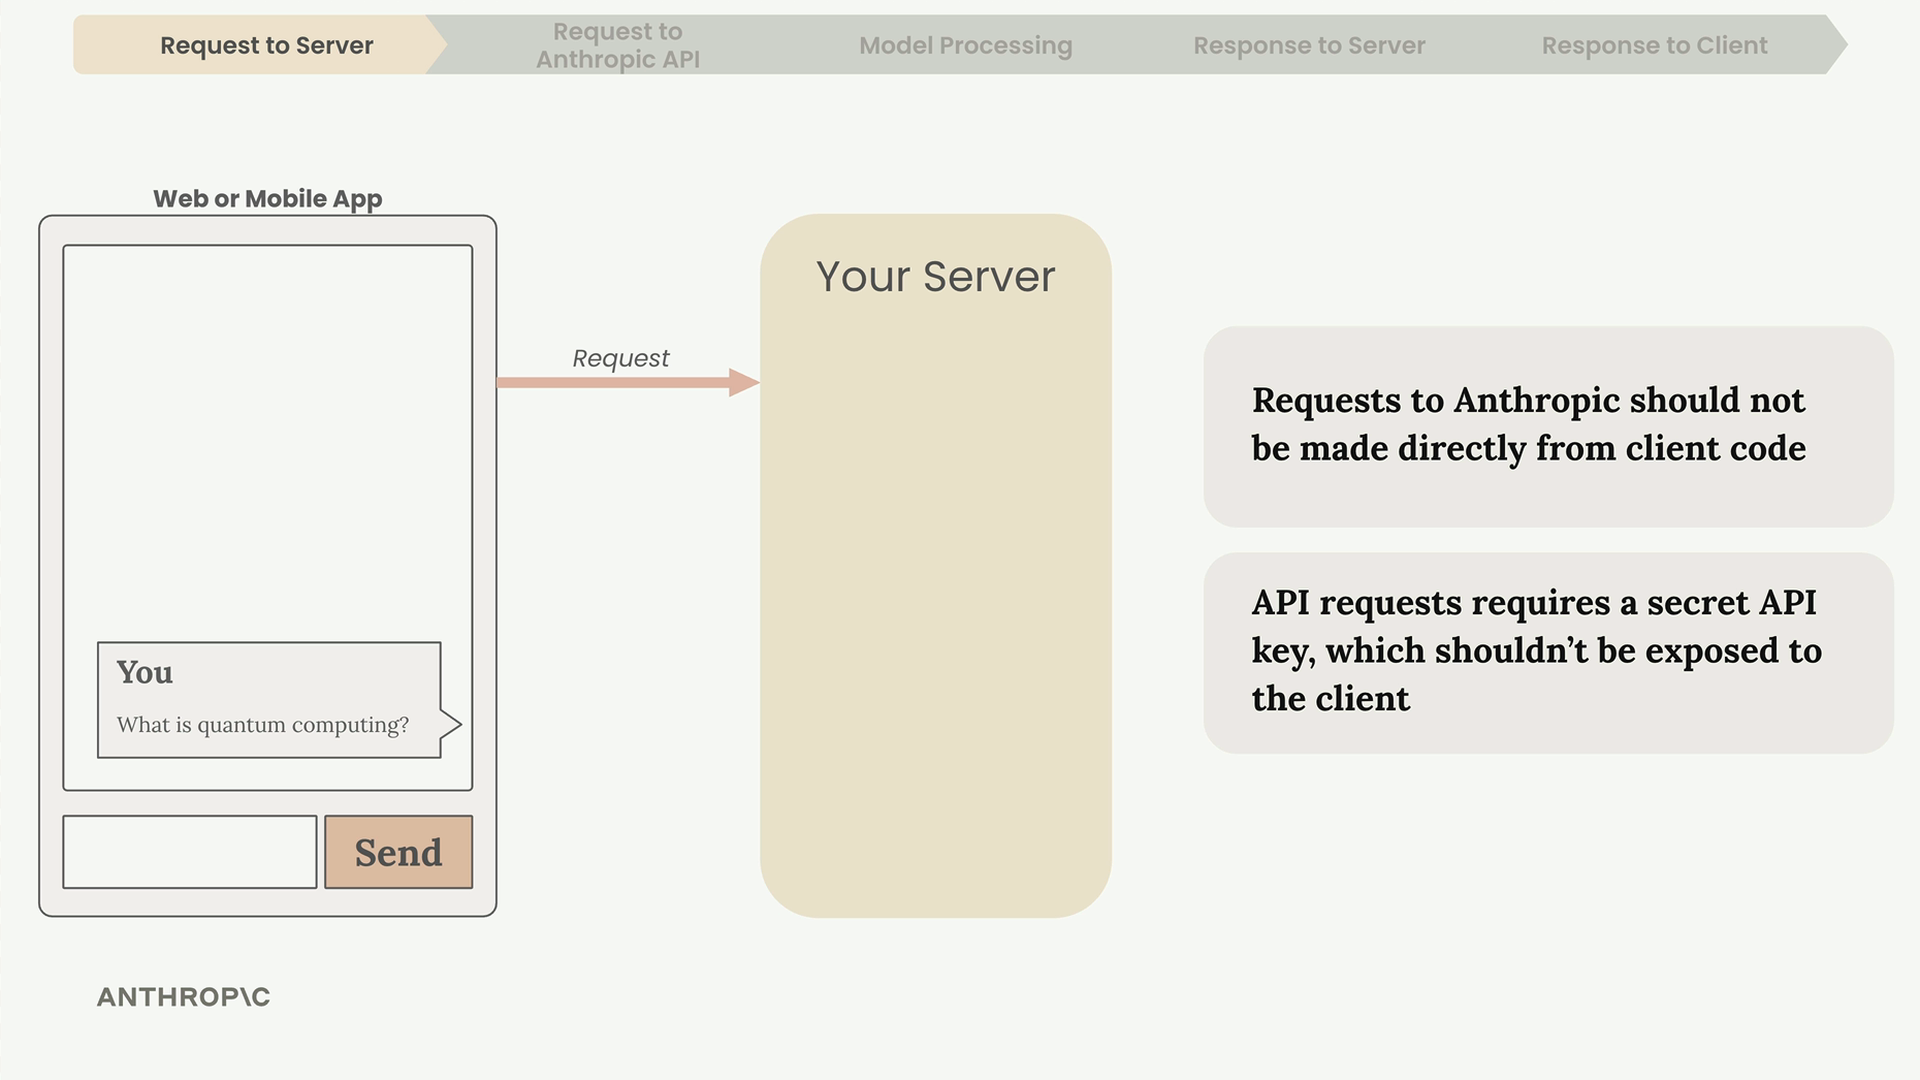 Request to Server
Request to
Anthropic API
Model Processing
Response to Server
Response to Client
Web or Mobile App
Your Server
Request
Requests to Anthropic should not
be made directly from client code
API requests requires a secret API
key, which shouldn’t be exposed to
the client
You
What is quantum computing?
Send
ANTHROP\C